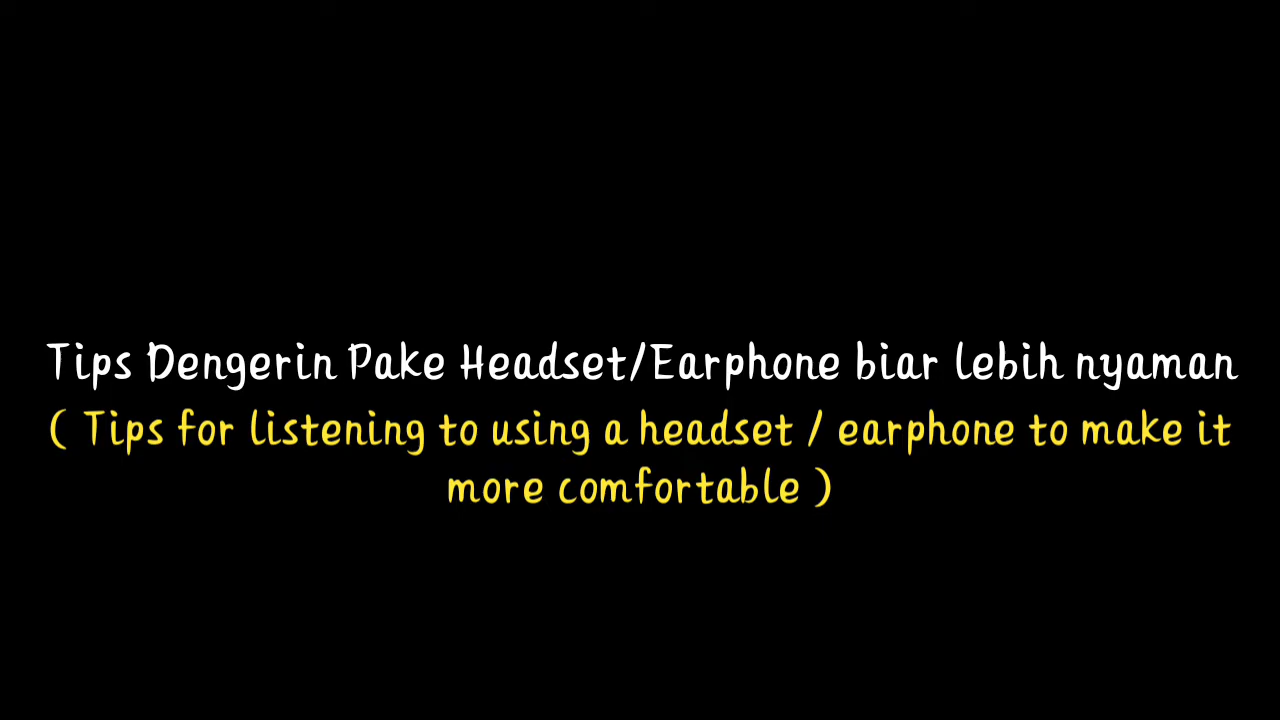 Tips Dengerin Pake Headset/Earphone biar lebih nyaman
( Tips for listening to using a headset / earphone to make it
more comfortable )